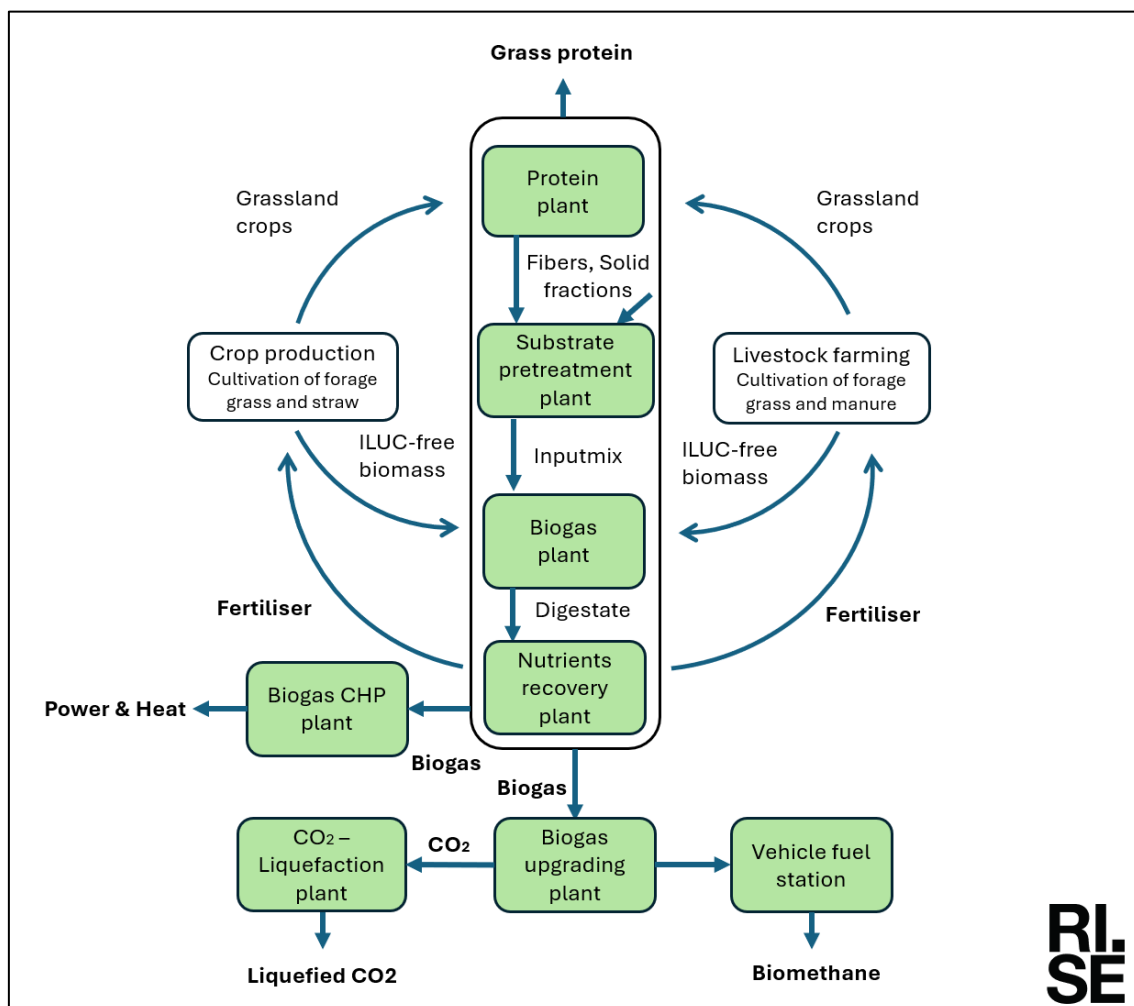 Grass protein
Protein
plant
Grassland
crops
Grassland
crops
Fibers, Solid
fractions
Crop production
Cultivation of forage
grass and straw
Substrate
pretreatment
plant
Livestock farming
Cultivation of forage
grass and manure
ILUC-free
biomass
Inputmix
ILUC-free
biomass
Biogas
plant
Fertiliser
Digestate
Fertiliser
Nutrients
recovery
plant
Power & Heat
Biogas CHP
plant
Biogas
Biogas
CO₂ –
Liquefaction
plant
CO₂
Biogas
upgrading
plant
Vehicle fuel
station
Liquefied CO2
Biomethane
RI.
SE